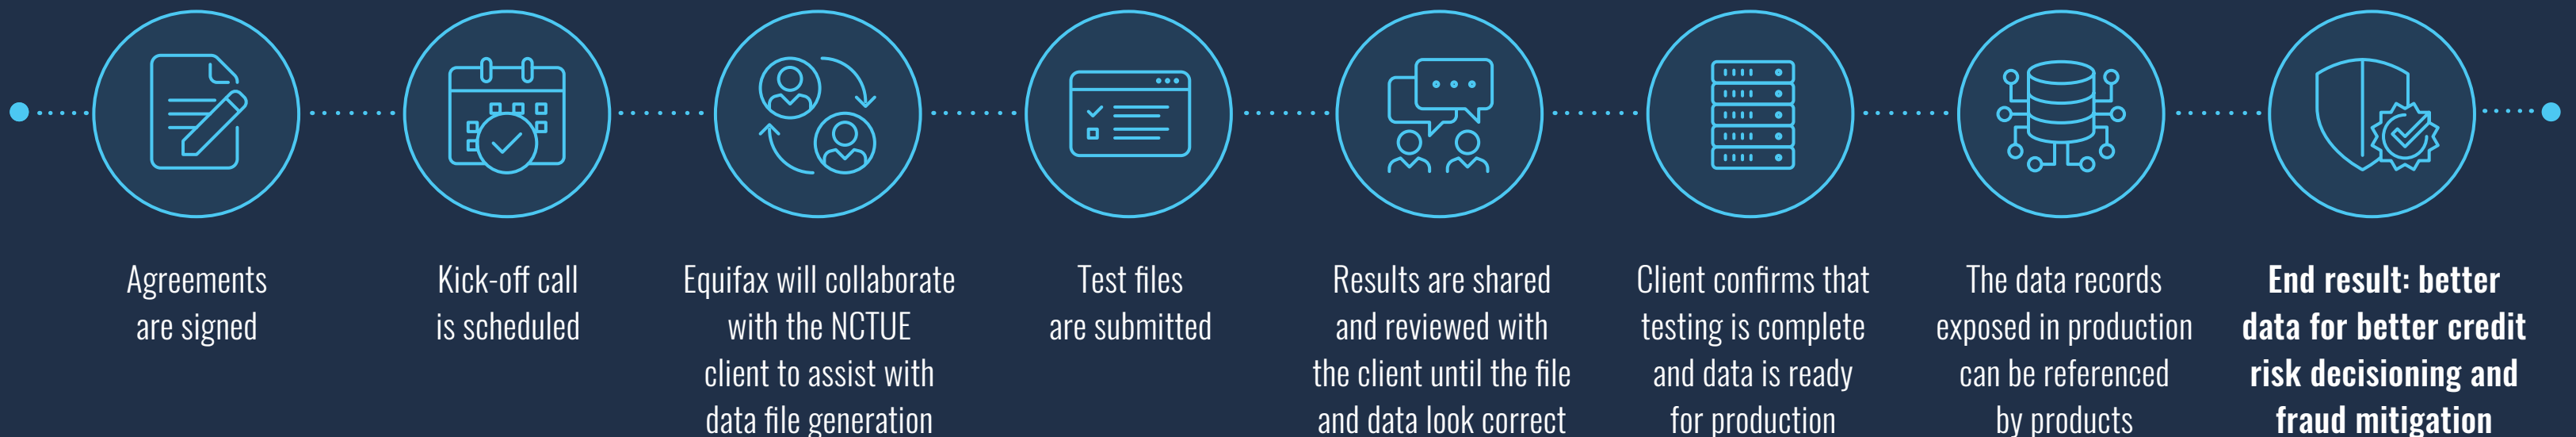 Agreements
are signed
Kick-off call
is scheduled
Equifax will collaborate
with the NCTUE
client to assist with
data file generation
Test files
are submitted
Results are shared
and reviewed with
the client until the file
and data look correct
Client confirms that
testing is complete
and data is ready
for production
The data records
exposed in production
can be referenced
by products
End result: better
data for better credit
risk decisioning and
fraud mitigation